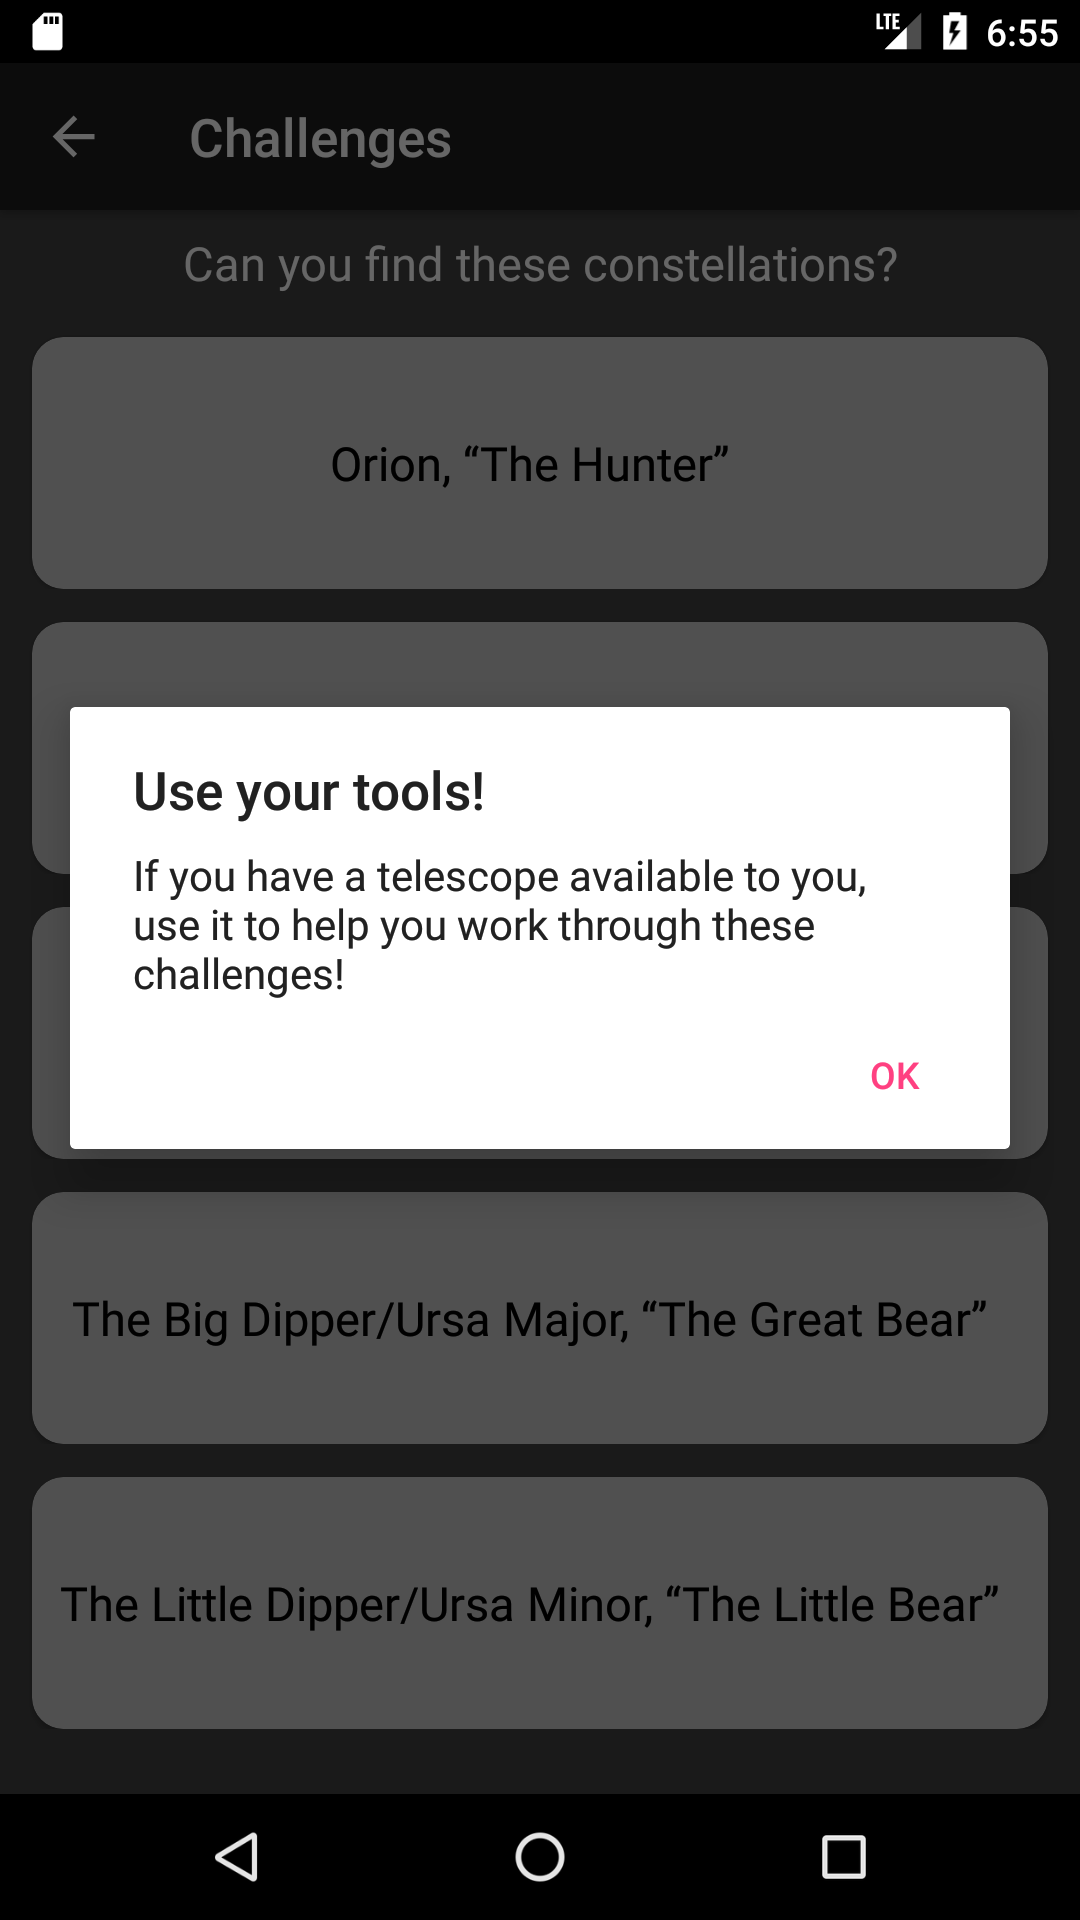 LTE 6:55
Challenges
Can you find these constellations?
Orion, “The Hunter”
Use your tools!
If you have a telescope available to you,
use it to help you work through these
challenges!
OK
The Big Dipper/Ursa Major, “The Great Bear”
The Little Dipper/Ursa Minor, “The Little Bear”